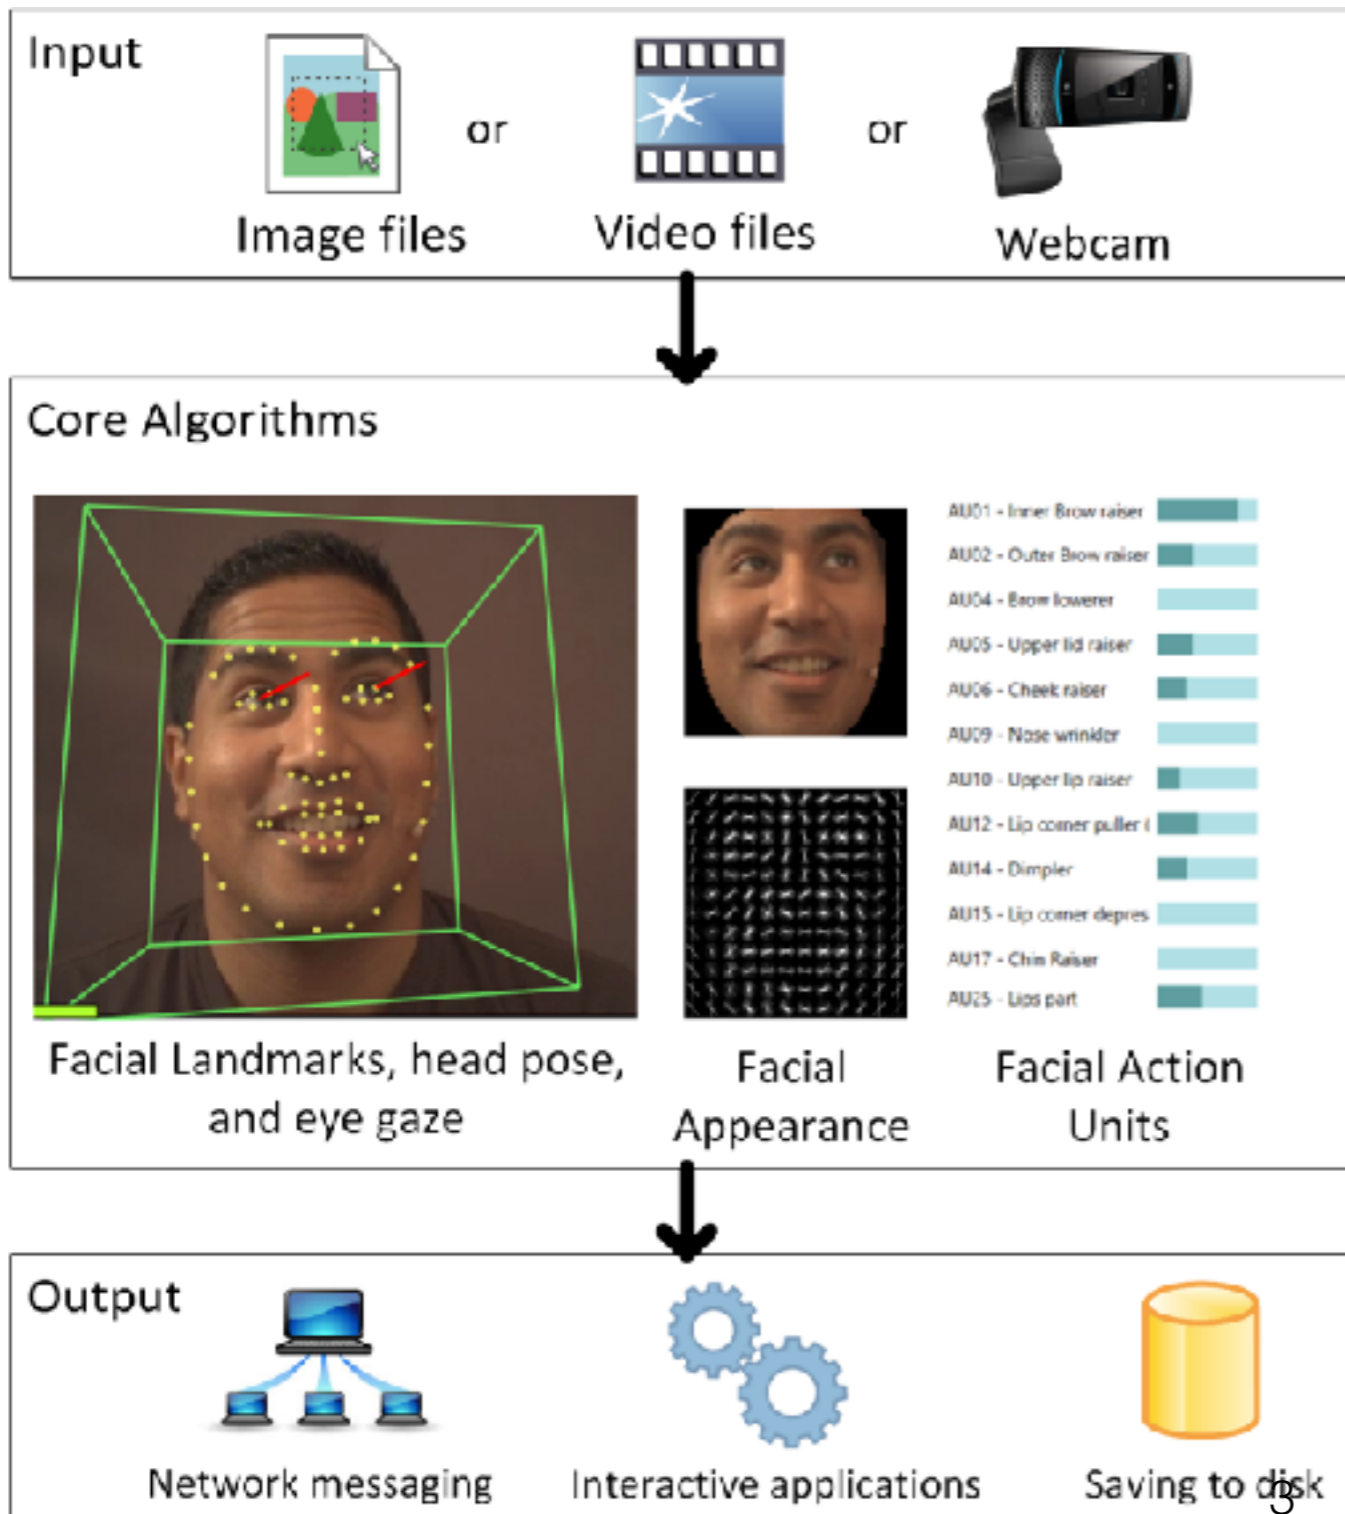 Input
or
or
Image files
Video files
Webcam
Core Algorithms
AU01 - Inner Brow raiser
AU02 - Outer Brow raiser
AU04 - Brow lowerer
AU05 - Upper lid raiser
AU06 - Cheek raiser
AU09 - Nose wrinkler
AU10 - Upper lip raiser
AU12 - Lip corner puller (
AU14 - Dimpler
AU15 - Lip corner depres
AU17 - Chin Raiser
AU25 - Lips part
Facial Landmarks, head pose,
and eye gaze
Facial
Appearance
Facial Action
Units
Output
Network messaging
Interactive applications
Saving to disk
3